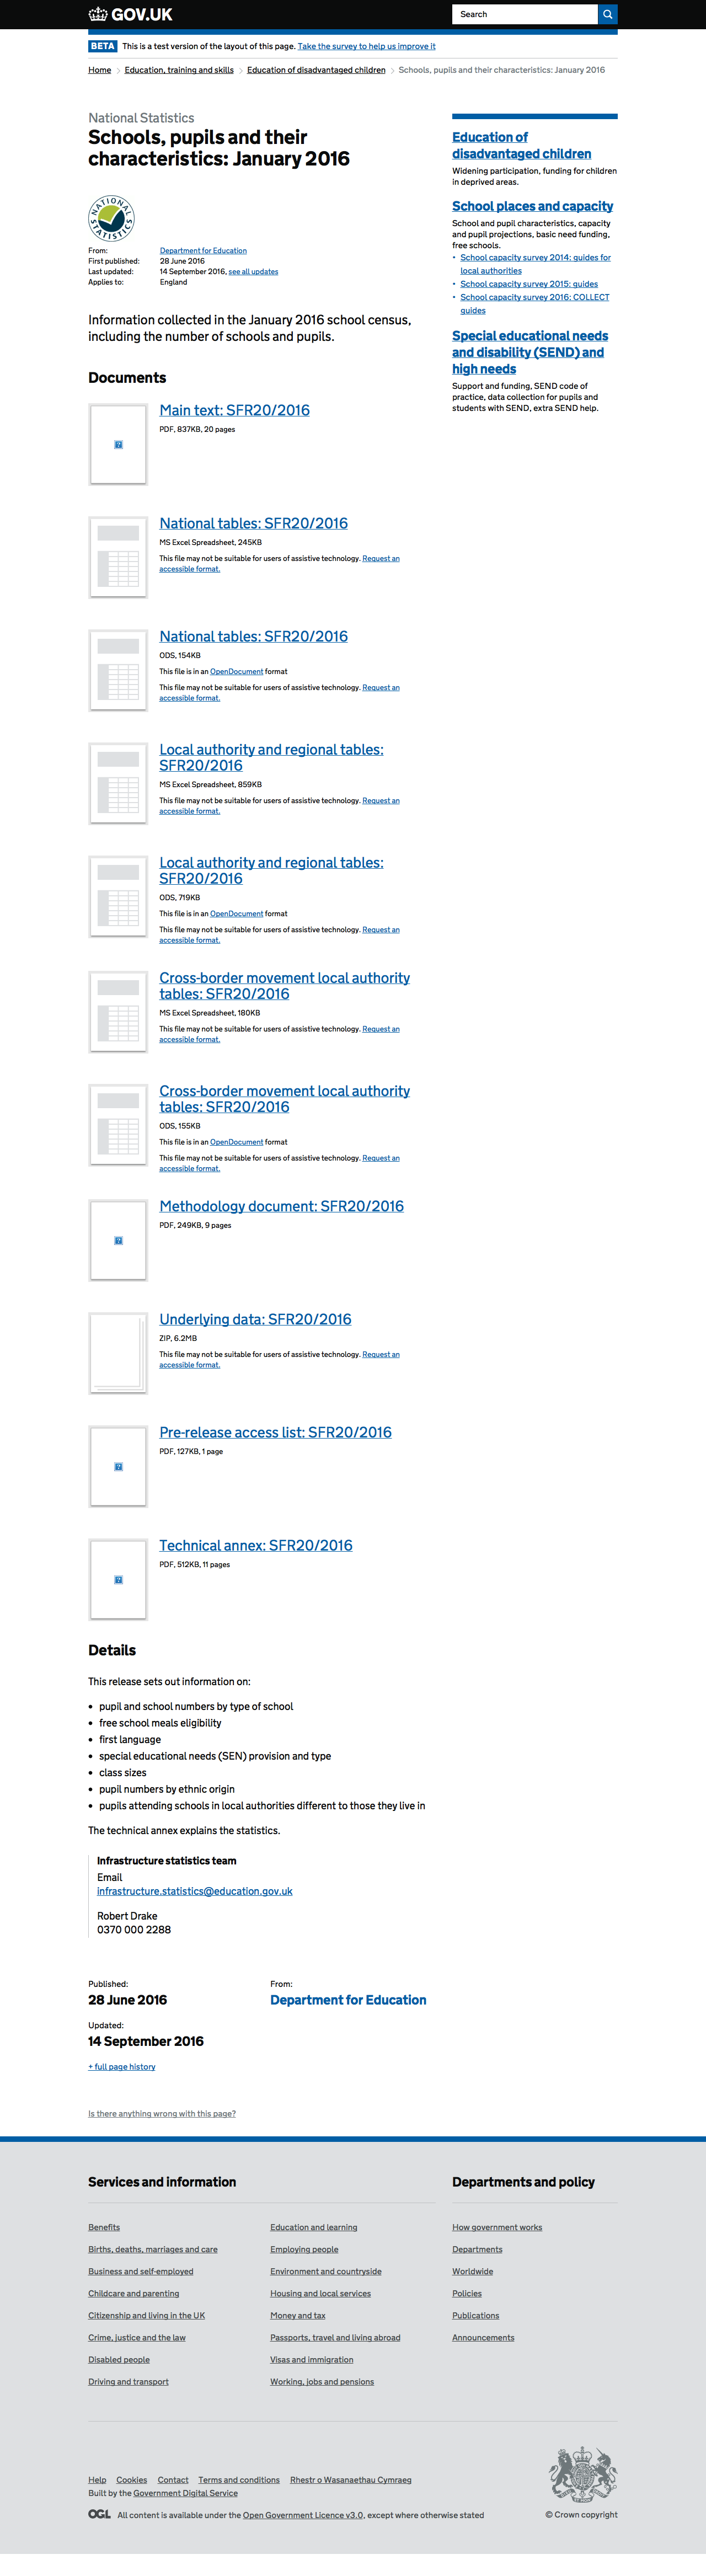 GOV.UK
Search
BETA This is a test version of the layout of this page. Take the survey to help us improve it
Home Education, training and skills Education of disadvantaged children Schools, pupils and their characteristics: January 2016
National Statistics
Schools, pupils and their
characteristics: January 2016
NATIONAL STATISTICS
From: Department for Education
First published: 28 June 2016
Last updated: 14 September 2016, see all updates
Applies to: England
Information collected in the January 2016 school census,
including the number of schools and pupils.
Education of
disadvantaged children
Widening participation, funding for children
in deprived areas.
School places and capacity
School and pupil characteristics, capacity
and pupil projections, basic need funding,
free schools.
• School capacity survey 2014: guides for
local authorities
• School capacity survey 2015: guides
• School capacity survey 2016: COLLECT
guides
Special educational needs
and disability (SEND) and
high needs
Support and funding, SEND code of
practice, data collection for pupils and
students with SEND, extra SEND help.
Documents
Main text: SFR20/2016
PDF, 837KB, 20 pages
National tables: SFR20/2016
MS Excel Spreadsheet, 245KB
This file may not be suitable for users of assistive technology. Request an
accessible format.
National tables: SFR20/2016
ODS, 154KB
This file is in an OpenDocument format
This file may not be suitable for users of assistive technology. Request an
accessible format.
Local authority and regional tables:
SFR20/2016
MS Excel Spreadsheet, 859KB
This file may not be suitable for users of assistive technology. Request an
accessible format.
Local authority and regional tables:
SFR20/2016
ODS, 719KB
This file is in an OpenDocument format
This file may not be suitable for users of assistive technology. Request an
accessible format.
Cross-border movement local authority
tables: SFR20/2016
MS Excel Spreadsheet, 180KB
This file may not be suitable for users of assistive technology. Request an
accessible format.
Cross-border movement local authority
tables: SFR20/2016
ODS, 155KB
This file is in an OpenDocument format
This file may not be suitable for users of assistive technology. Request an
accessible format.
Methodology document: SFR20/2016
PDF, 249KB, 9 pages
Underlying data: SFR20/2016
ZIP, 6.2MB
This file may not be suitable for users of assistive technology. Request an
accessible format.
Pre-release access list: SFR20/2016
PDF, 127KB, 1 page
Technical annex: SFR20/2016
PDF, 512KB, 11 pages
Details
This release sets out information on:
• pupil and school numbers by type of school
• free school meals eligibility
• first language
• special educational needs (SEN) provision and type
• class sizes
• pupil numbers by ethnic origin
• pupils attending schools in local authorities different to those they live in
The technical annex explains the statistics.
Infrastructure statistics team
Email
infrastructure.statistics@education.gov.uk
Robert Drake
0370 000 2288
Published:
28 June 2016
From:
Department for Education
Updated:
14 September 2016
+ full page history
Is there anything wrong with this page?
Services and information
Benefits
Births, deaths, marriages and care
Business and self-employed
Childcare and parenting
Citizenship and living in the UK
Crime, justice and the law
Disabled people
Driving and transport
Education and learning
Employing people
Environment and countryside
Housing and local services
Money and tax
Passports, travel and living abroad
Visas and immigration
Working, jobs and pensions
Departments and policy
How government works
Departments
Worldwide
Policies
Publications
Announcements
Help Cookies Contact Terms and conditions Rhestr o Wasanaethau Cymraeg
Built by the Government Digital Service
OGL All content is available under the Open Government Licence v3.0, except where otherwise stated
© Crown copyright